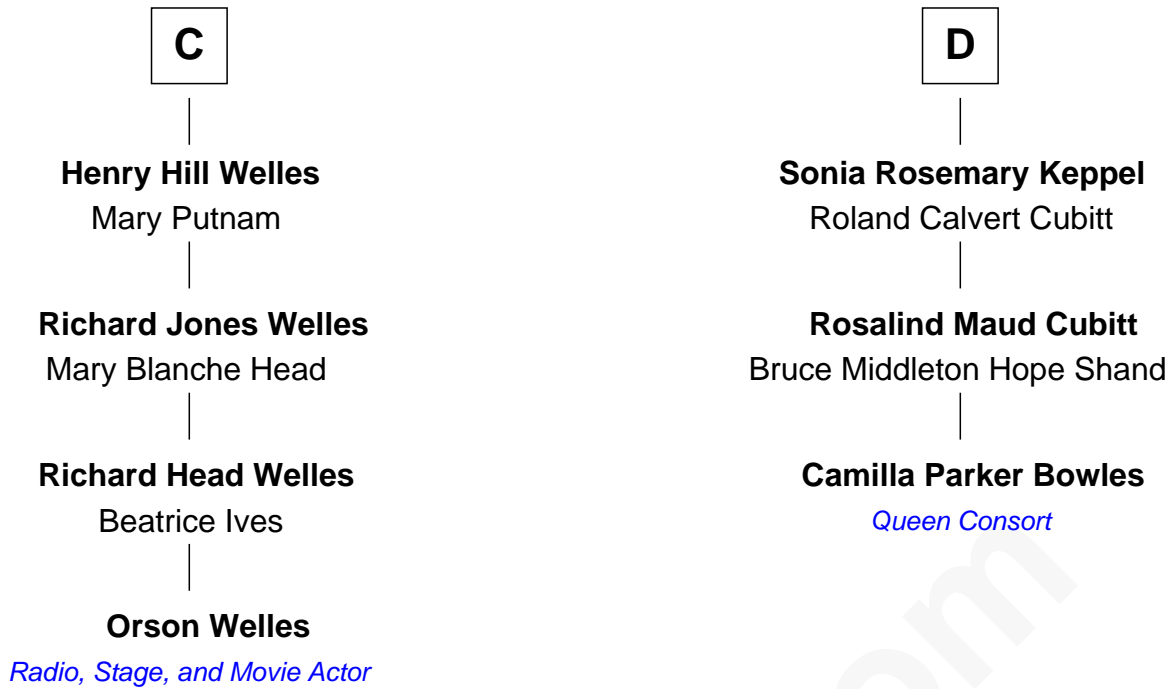 C
Henry Hill Welles
Mary Putnam
Richard Jones Welles
Mary Blanche Head
Richard Head Welles
Beatrice Ives
Orson Welles
Radio, Stage, and Movie Actor
D
Sonia Rosemary Keppel
Roland Calvert Cubitt
Rosalind Maud Cubitt
Bruce Middleton Hope Shand
Camilla Parker Bowles
Queen Consort
om